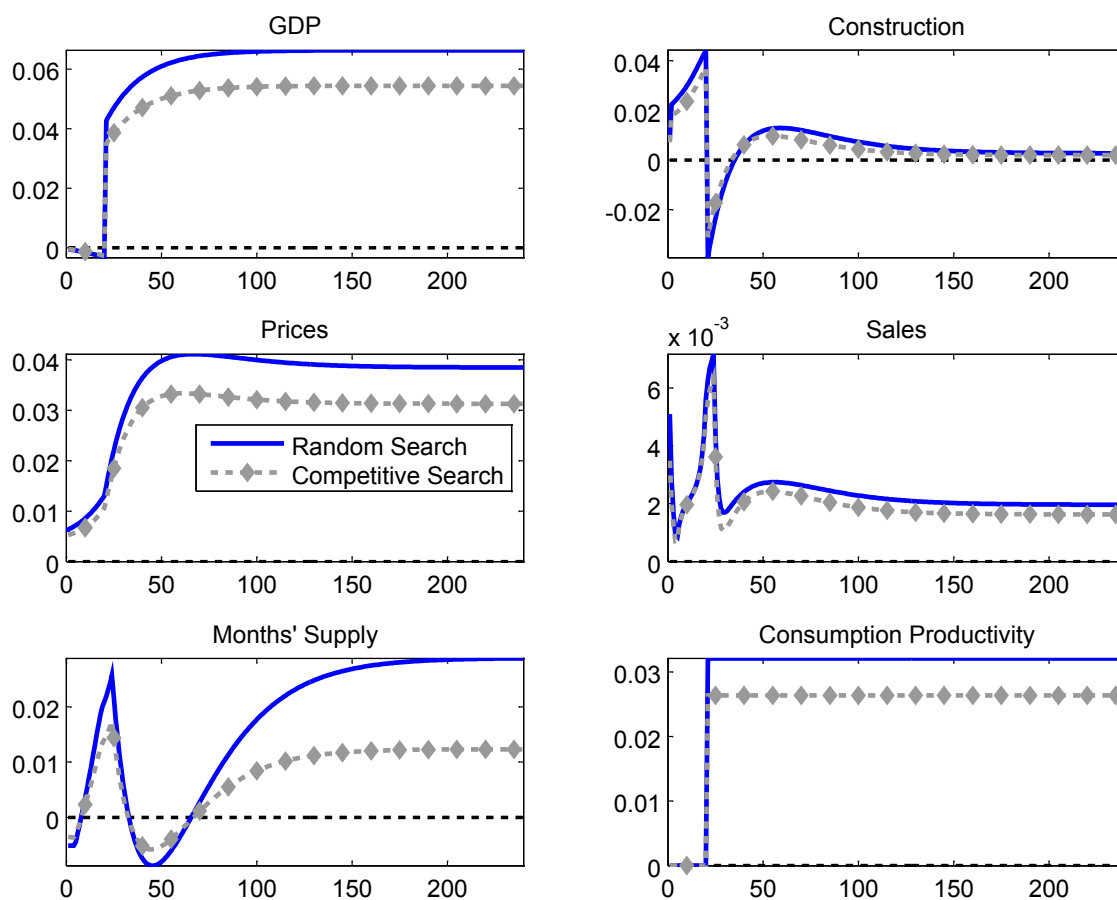 GDP
0.06
0.04
0.02
0
0 50 100 150 200
Construction
0.04
0.02
0
-0.02
0 50 100 150 200
Prices
0.04
0.03
0.02
0.01
0
0 50 100 150 200
Random Search
Competitive Search
Sales
x 10^-3
6
4
2
0
0 50 100 150 200
Months' Supply
0.02
0.01
0
0 50 100 150 200
Consumption Productivity
0.03
0.02
0.01
0
0 50 100 150 200